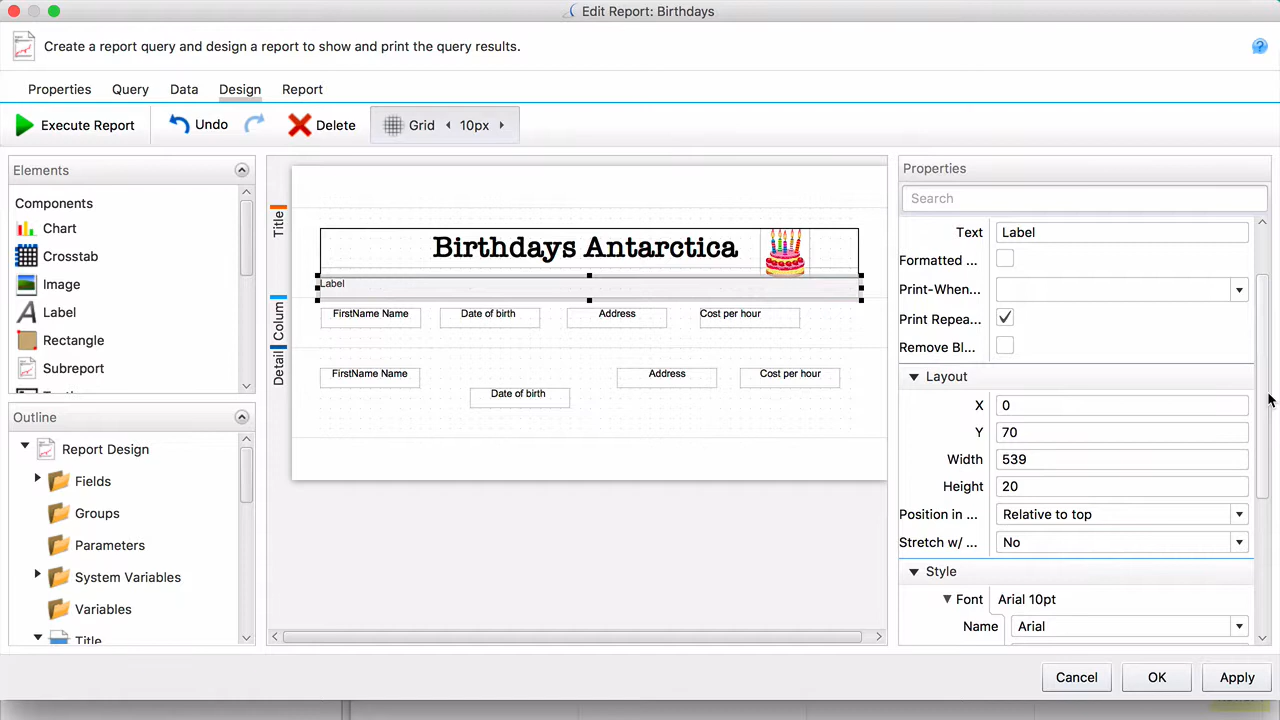 Edit Report: Birthdays
Create a report query and design a report to show and print the query results.
?
Properties Query Data Design Report
Execute Report Undo Delete Grid 10px
Elements
Components
Chart
Crosstab
Image
Label
Rectangle
Subreport
Outline
Report Design
Fields
Groups
Parameters
System Variables
Variables
Title
Title
Birthdays Antarctica
Label
Colum
FirstName Name Date of birth Address Cost per hour
Detail
FirstName Name Address Cost per hour
Date of birth
Properties
Search
Text Label
Formatted ...
Print-When...
Print Repea...
Remove Bl...
Layout
X 0
Y 70
Width 539
Height 20
Position in ... Relative to top
Stretch w/ ... No
Style
Font Arial 10pt
Name Arial
Cancel OK Apply